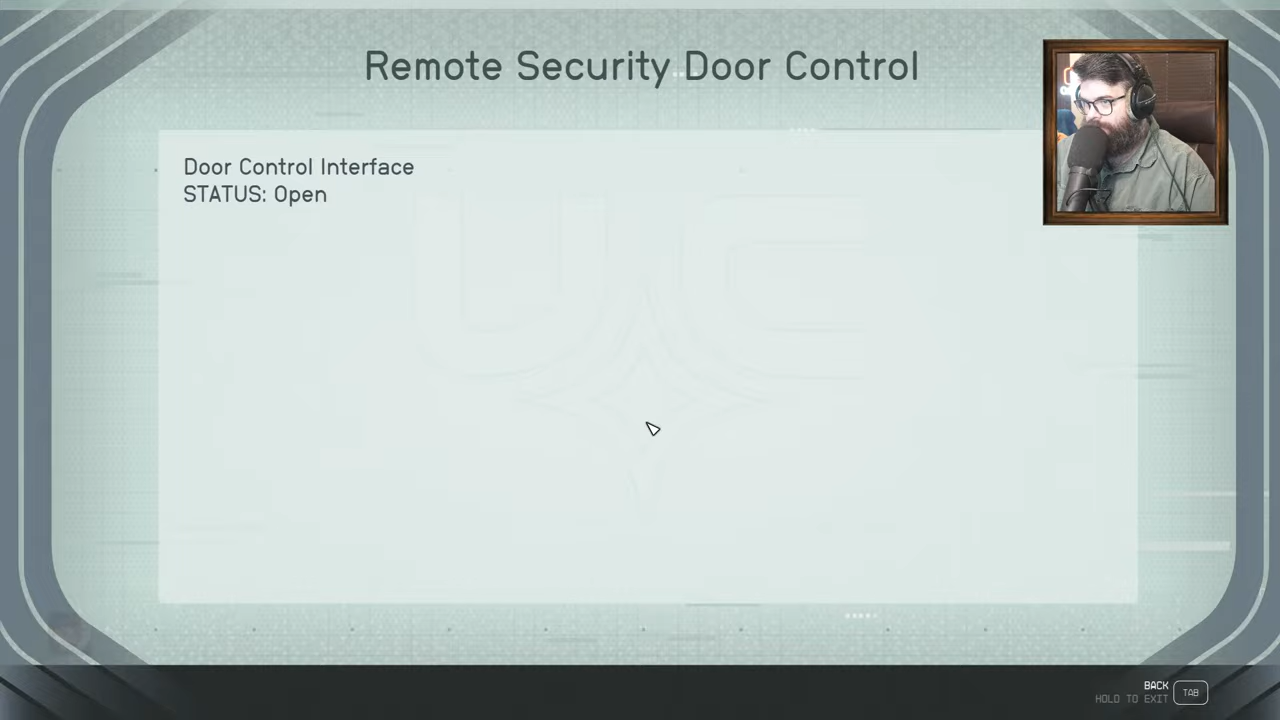 Remote Security Door Control
Door Control Interface
STATUS: Open
BACK
HOLD TO EXIT
TAB